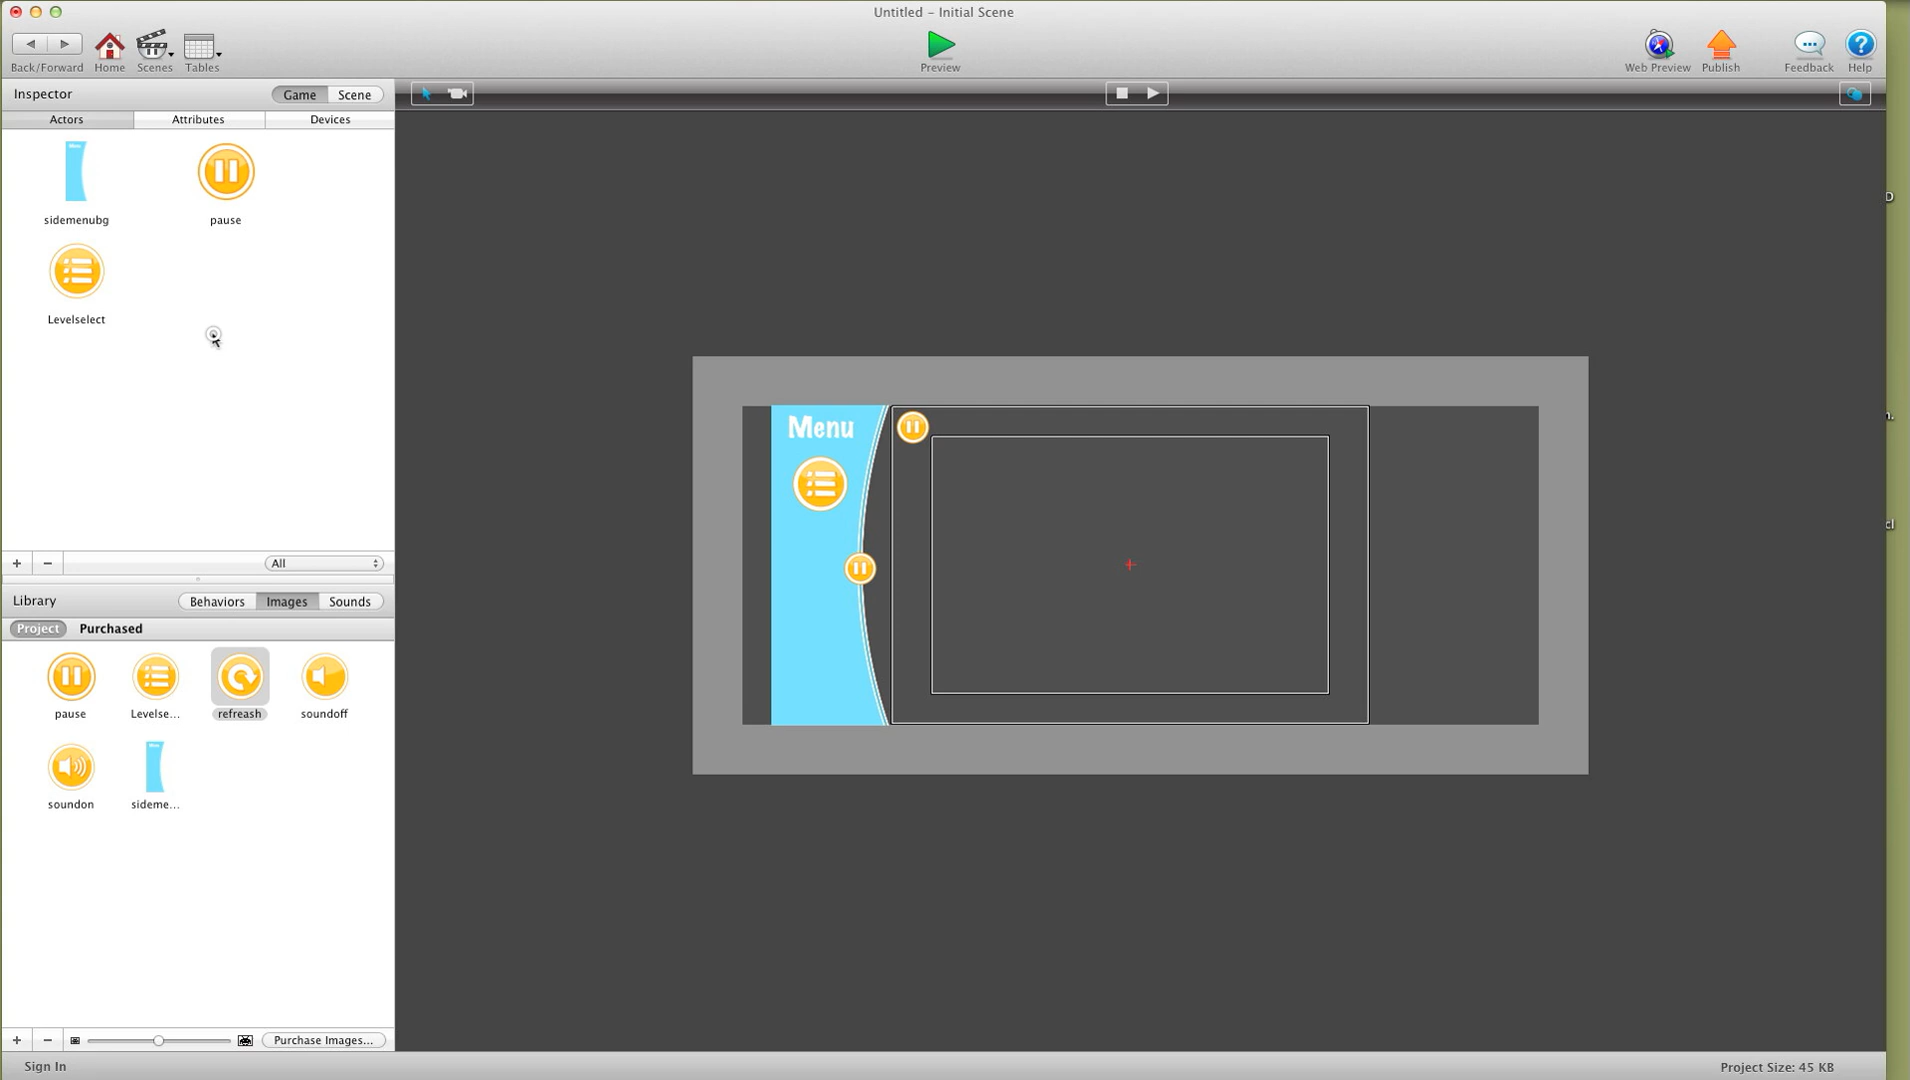 Untitled – Initial Scene
Back/Forward
Home
Scenes
Tables
Preview
Web Preview
Publish
Feedback
Help
Inspector
Game
Scene
Actors
Attributes
Devices
Menu
sidemenubg
pause
Levelselect
Menu
All
Library
Behaviors
Images
Sounds
Project
Purchased
pause
Levelse...
refreash
soundoff
soundon
sideme...
Purchase Images...
Sign In
Project Size: 45 KB
D
n.
cl